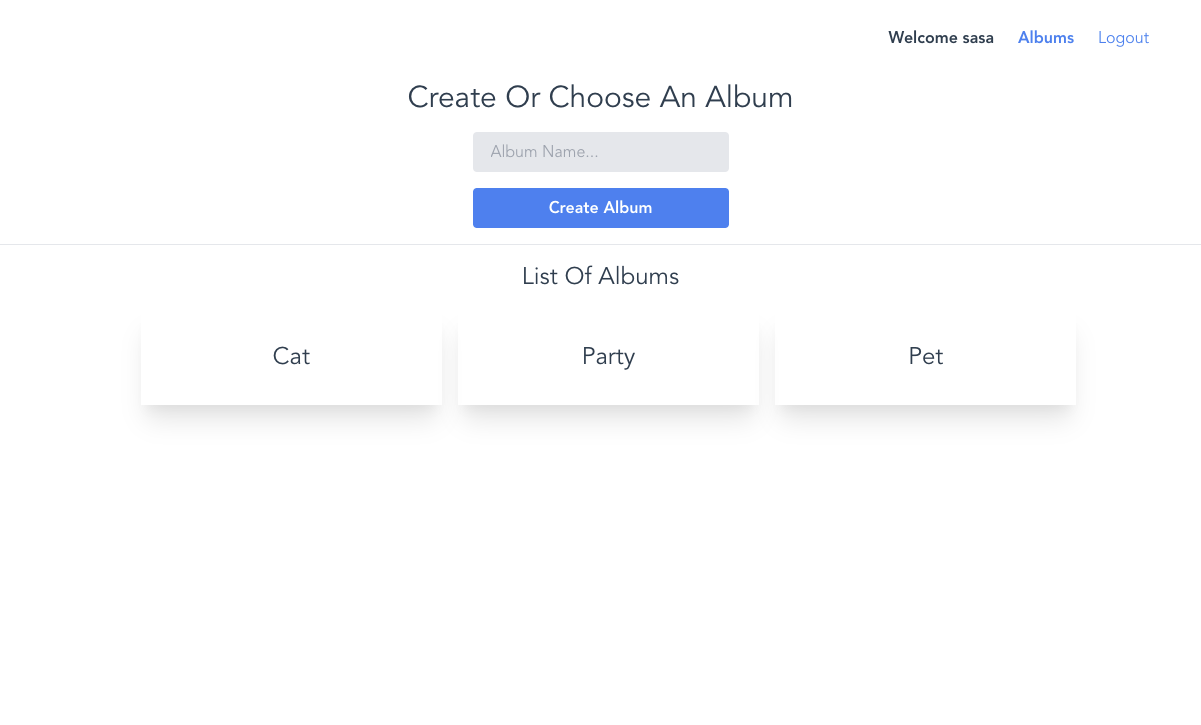 Welcome sasa Albums Logout
Create Or Choose An Album
Album Name...
Create Album
List Of Albums
Cat Party Pet